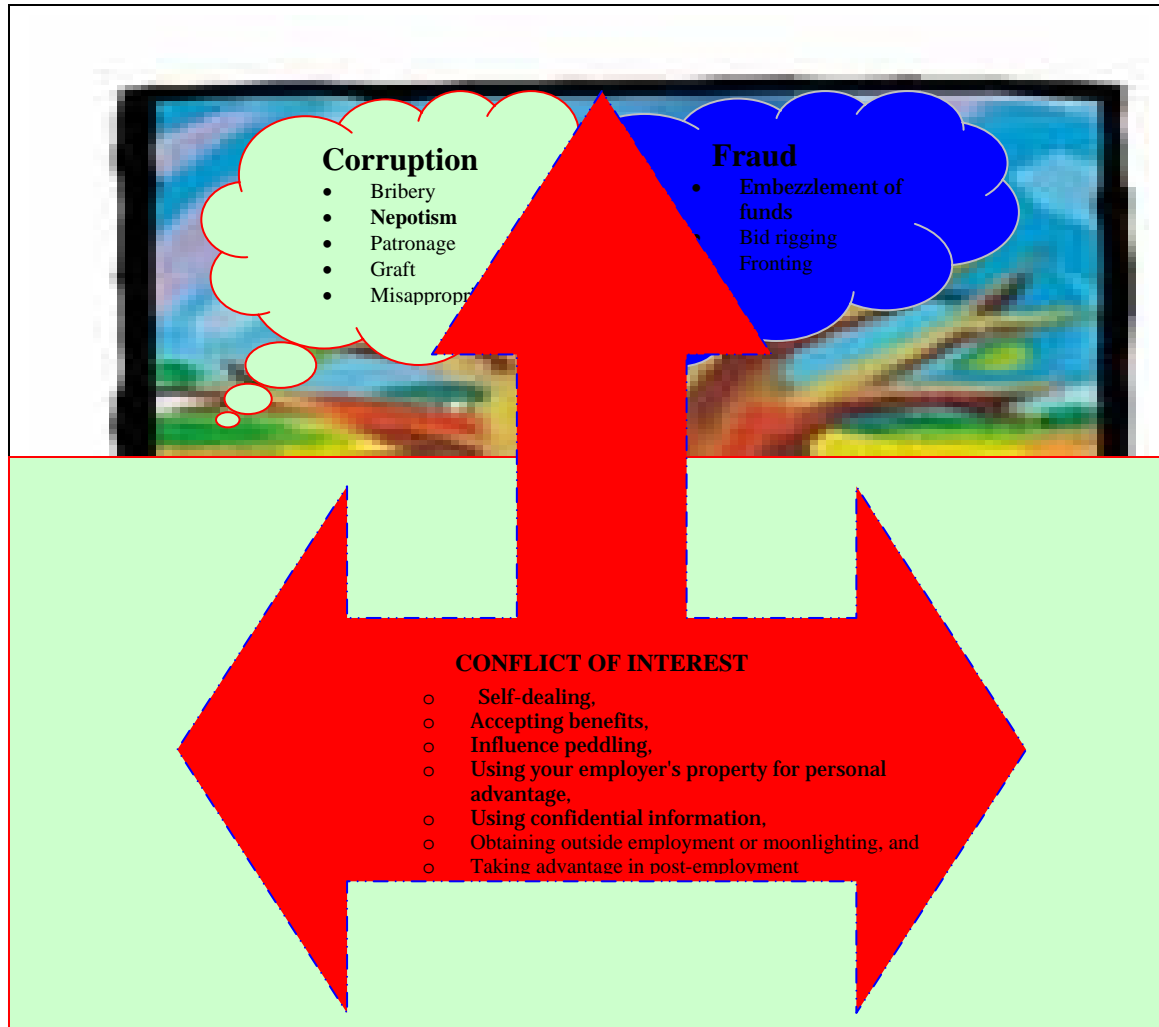 Corruption
• Bribery
• Nepotism
• Patronage
• Graft
• Misappropr
Fraud
• Embezzlement of
funds
Bid rigging
Fronting
CONFLICT OF INTEREST
o Self-dealing,
o Accepting benefits,
o Influence peddling,
o Using your employer's property for personal
advantage,
o Using confidential information,
o Obtaining outside employment or moonlighting, and
o Taking advantage in post-employment